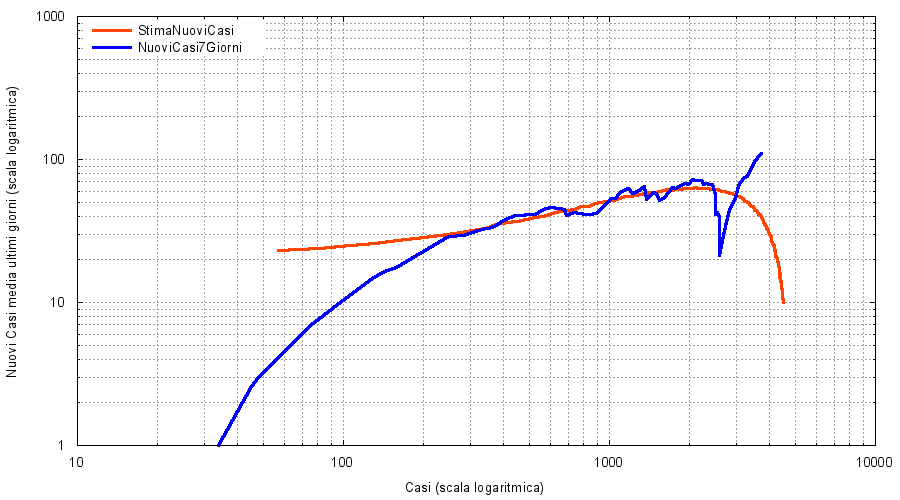 1000
StimaNuoviCasi
NuoviCasi7Giorni
100
10
1
Nuovi Casi media ultimi giorni (scala logaritmica)
10
100
1000
10000
Casi (scala logaritmica)